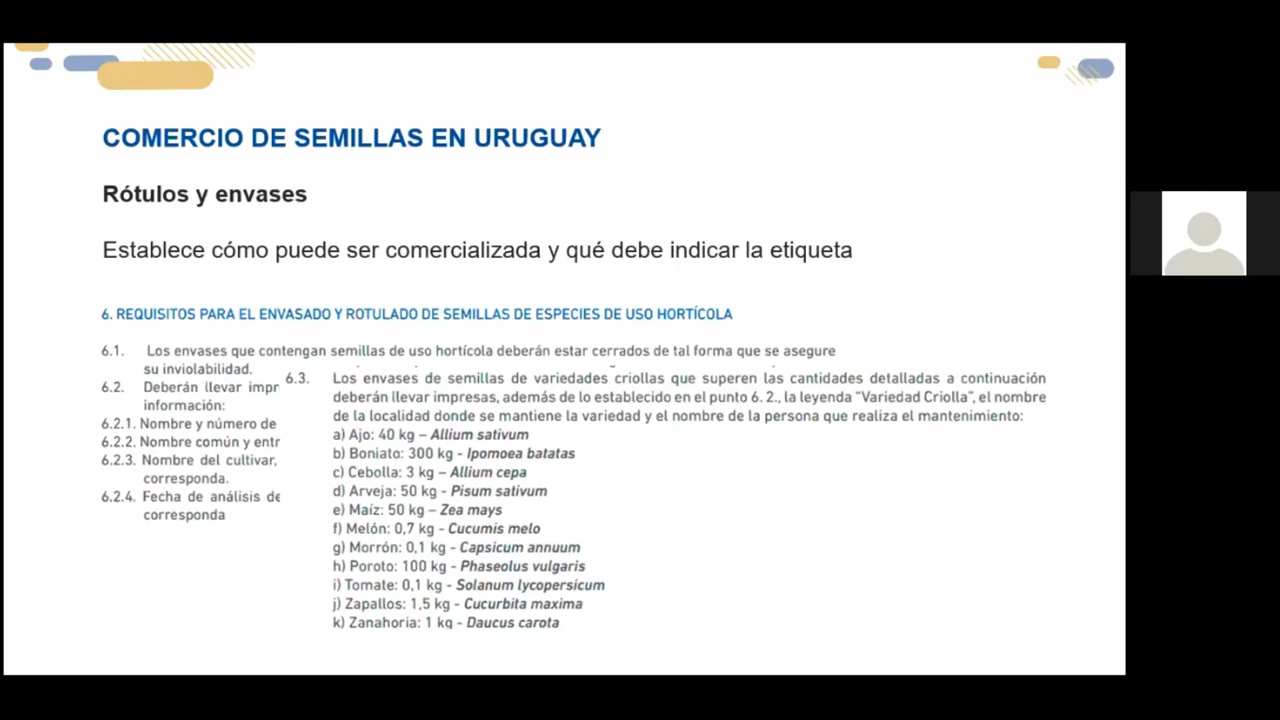 COMERCIO DE SEMILLAS EN URUGUAY
Rótulos y envases
Establece cómo puede ser comercializada y qué debe indicar la etiqueta
6. REQUISITOS PARA EL ENVASADO Y ROTULADO DE SEMILLAS DE ESPECIES DE USO HORTÍCOLA
6.1. Los envases que contengan semillas de uso hortícola deberán estar cerrados de tal forma que se asegure
su inviolabilidad.
6.2. Deberán llevar impr
información:
6.2.1. Nombre y número de
6.2.2. Nombre común y entr
6.2.3. Nombre del cultivar,
corresponda.
6.2.4. Fecha de análisis de
corresponda
6.3. Los envases de semillas de variedades criollas que superen las cantidades detalladas a continuación
deberán llevar impresas, además de lo establecido en el punto 6. 2., la leyenda “Variedad Criolla”, el nombre
de la localidad donde se mantiene la variedad y el nombre de la persona que realiza el mantenimiento:
a) Ajo: 40 kg – Allium sativum
b) Boniato: 300 kg - Ipomoea batatas
c) Cebolla: 3 kg – Allium cepa
d) Arveja: 50 kg - Pisum sativum
e) Maíz: 50 kg – Zea mays
f) Melón: 0,7 kg - Cucumis melo
g) Morrón: 0,1 kg - Capsicum annuum
h) Poroto: 100 kg - Phaseolus vulgaris
i) Tomate: 0,1 kg - Solanum lycopersicum
j) Zapallos: 1,5 kg - Cucurbita maxima
k) Zanahoria: 1 kg - Daucus carota